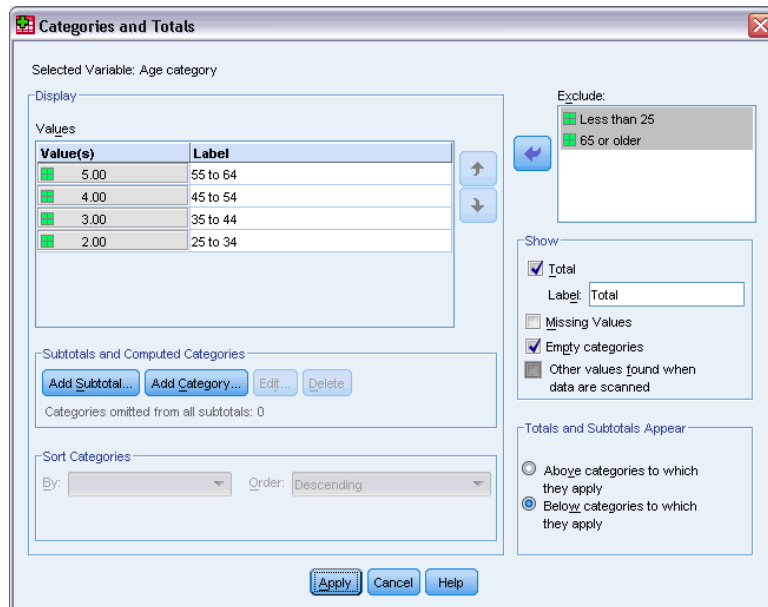 Categories and Totals
Selected Variable: Age category
Display
Values
Value(s) Label
5.00 55 to 64
4.00 45 to 54
3.00 35 to 44
2.00 25 to 34
Subtotals and Computed Categories
Add Subtotal... Add Category... Edit... Delete
Categories omitted from all subtotals: 0
Sort Categories
By: Order: Descending
Exclude:
Less than 25
65 or older
Show
Total
Label: Total
Missing Values
Empty categories
Other values found when
data are scanned
Totals and Subtotals Appear
Above categories to which
they apply
Below categories to which
they apply
Apply Cancel Help